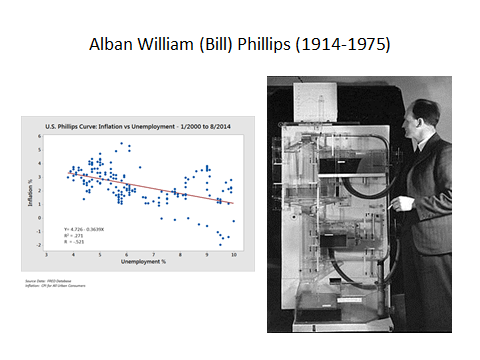 Alban William (Bill) Phillips (1914-1975)
U.S. Phillips Curve: Inflation vs Unemployment - 1/2000 to 8/2014
Inflation %
6
5
4
3
2
1
0
-1
-2
Y= 4.726 - 0.3639X
R² = .271
R = -.521
3 4 5 6 7 8 9 10
Unemployment %
Source Data: FRED Database
Inflation: CPI for All Urban Consumers